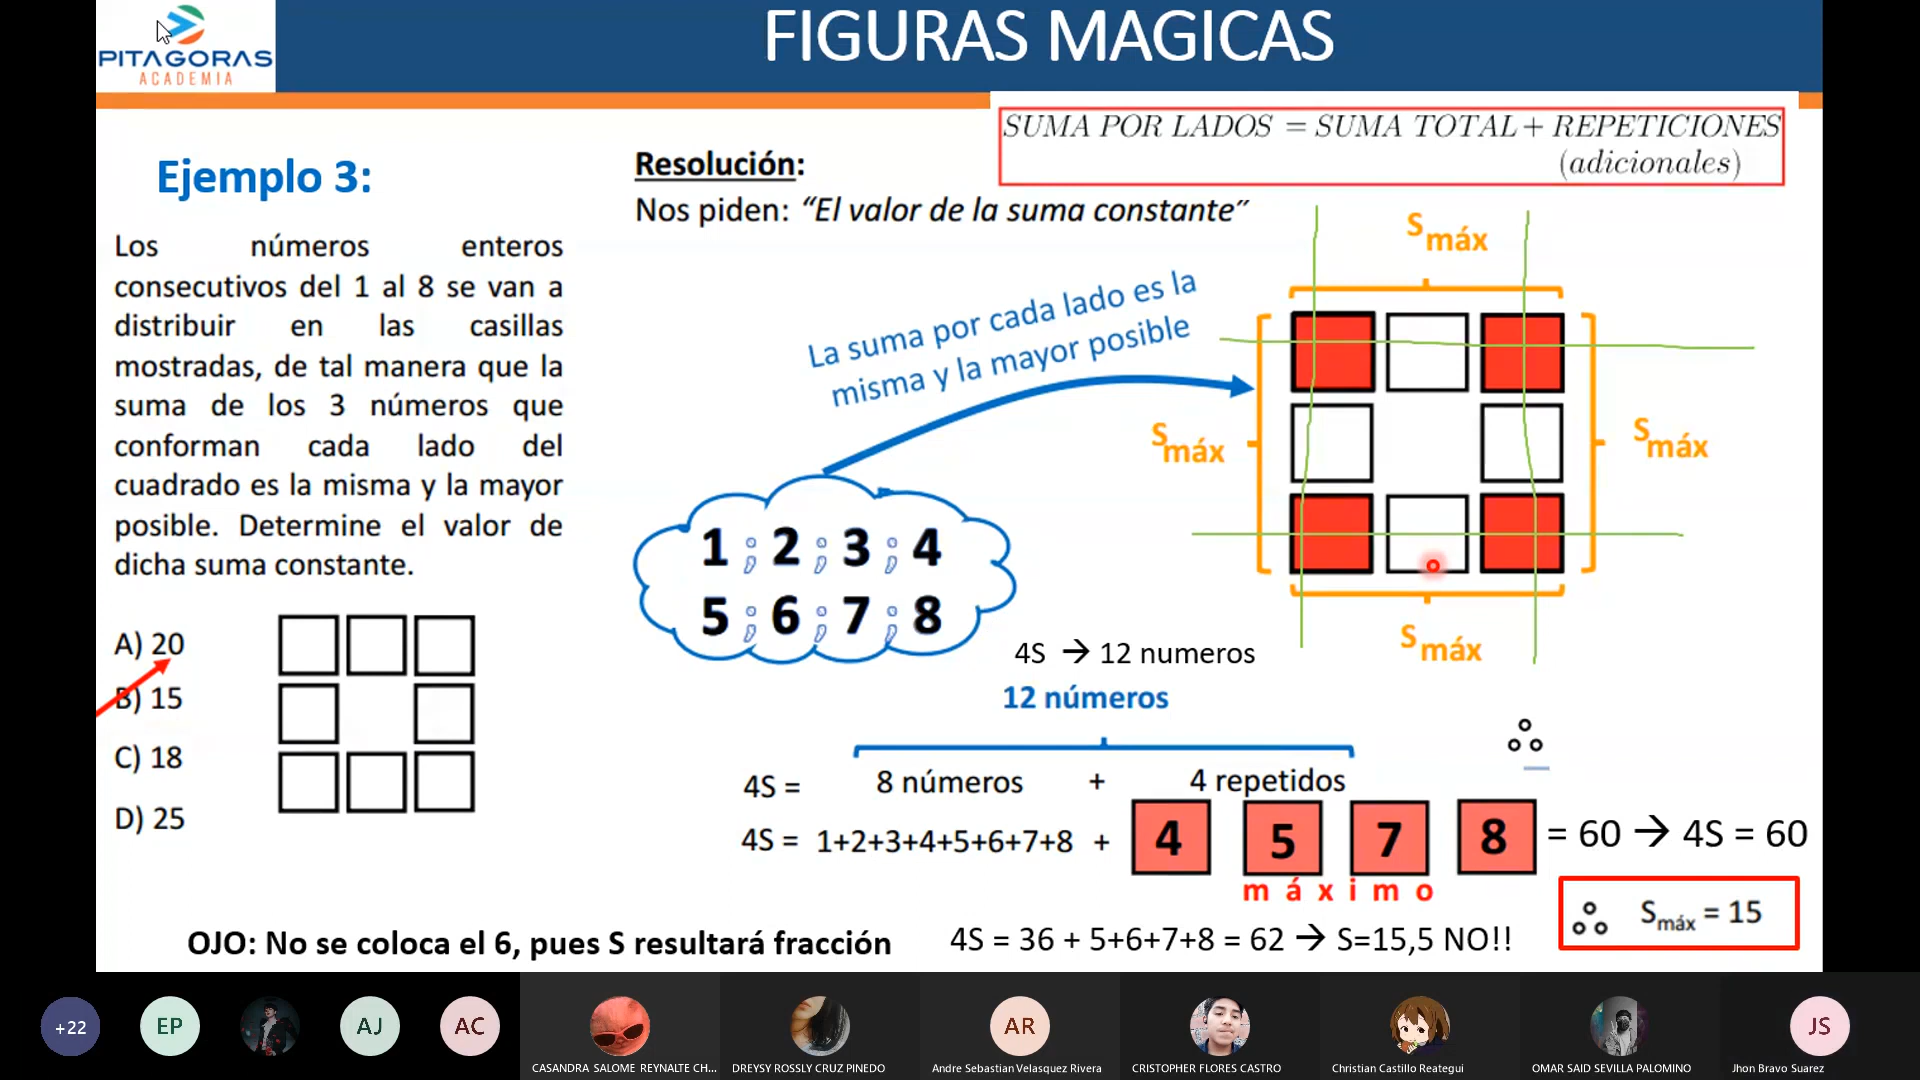 PITAGORAS
ACADEMIA
FIGURAS MAGICAS
SUMA POR LADOS = SUMA TOTAL + REPETICIONES
(adicionales)
Ejemplo 3:
Los números enteros
consecutivos del 1 al 8 se van a
distribuir en las casillas
mostradas, de tal manera que la
suma de los 3 números que
conforman cada lado del
cuadrado es la misma y la mayor
posible. Determine el valor de
dicha suma constante.
A) 20
B) 15
C) 18
D) 25
Resolución:
Nos piden: “El valor de la suma constante”
La suma por cada lado es la
misma y la mayor posible
Smáx
Smáx
Smáx
Smáx
1 ; 2 ; 3 ; 4
5 ; 6 ; 7 ; 8
4S → 12 numeros
12 números
4S = 8 números + 4 repetidos
4S = 1+2+3+4+5+6+7+8 + 4 5 7 8 = 60 → 4S = 60
máximo
∴ Smáx = 15
OJO: No se coloca el 6, pues S resultará fracción
4S = 36 + 5+6+7+8 = 62 → S=15,5 NO!!
+22
EP
AJ
AC
AR
JS
CASANDRA SALOME REYNALTE CH...
DREYSY ROSSLY CRUZ PINEDO
Andre Sebastian Velasquez Rivera
CRISTOPHER FLORES CASTRO
Christian Castillo Reategui
OMAR SAID SEVILLA PALOMINO
Jhon Bravo Suarez